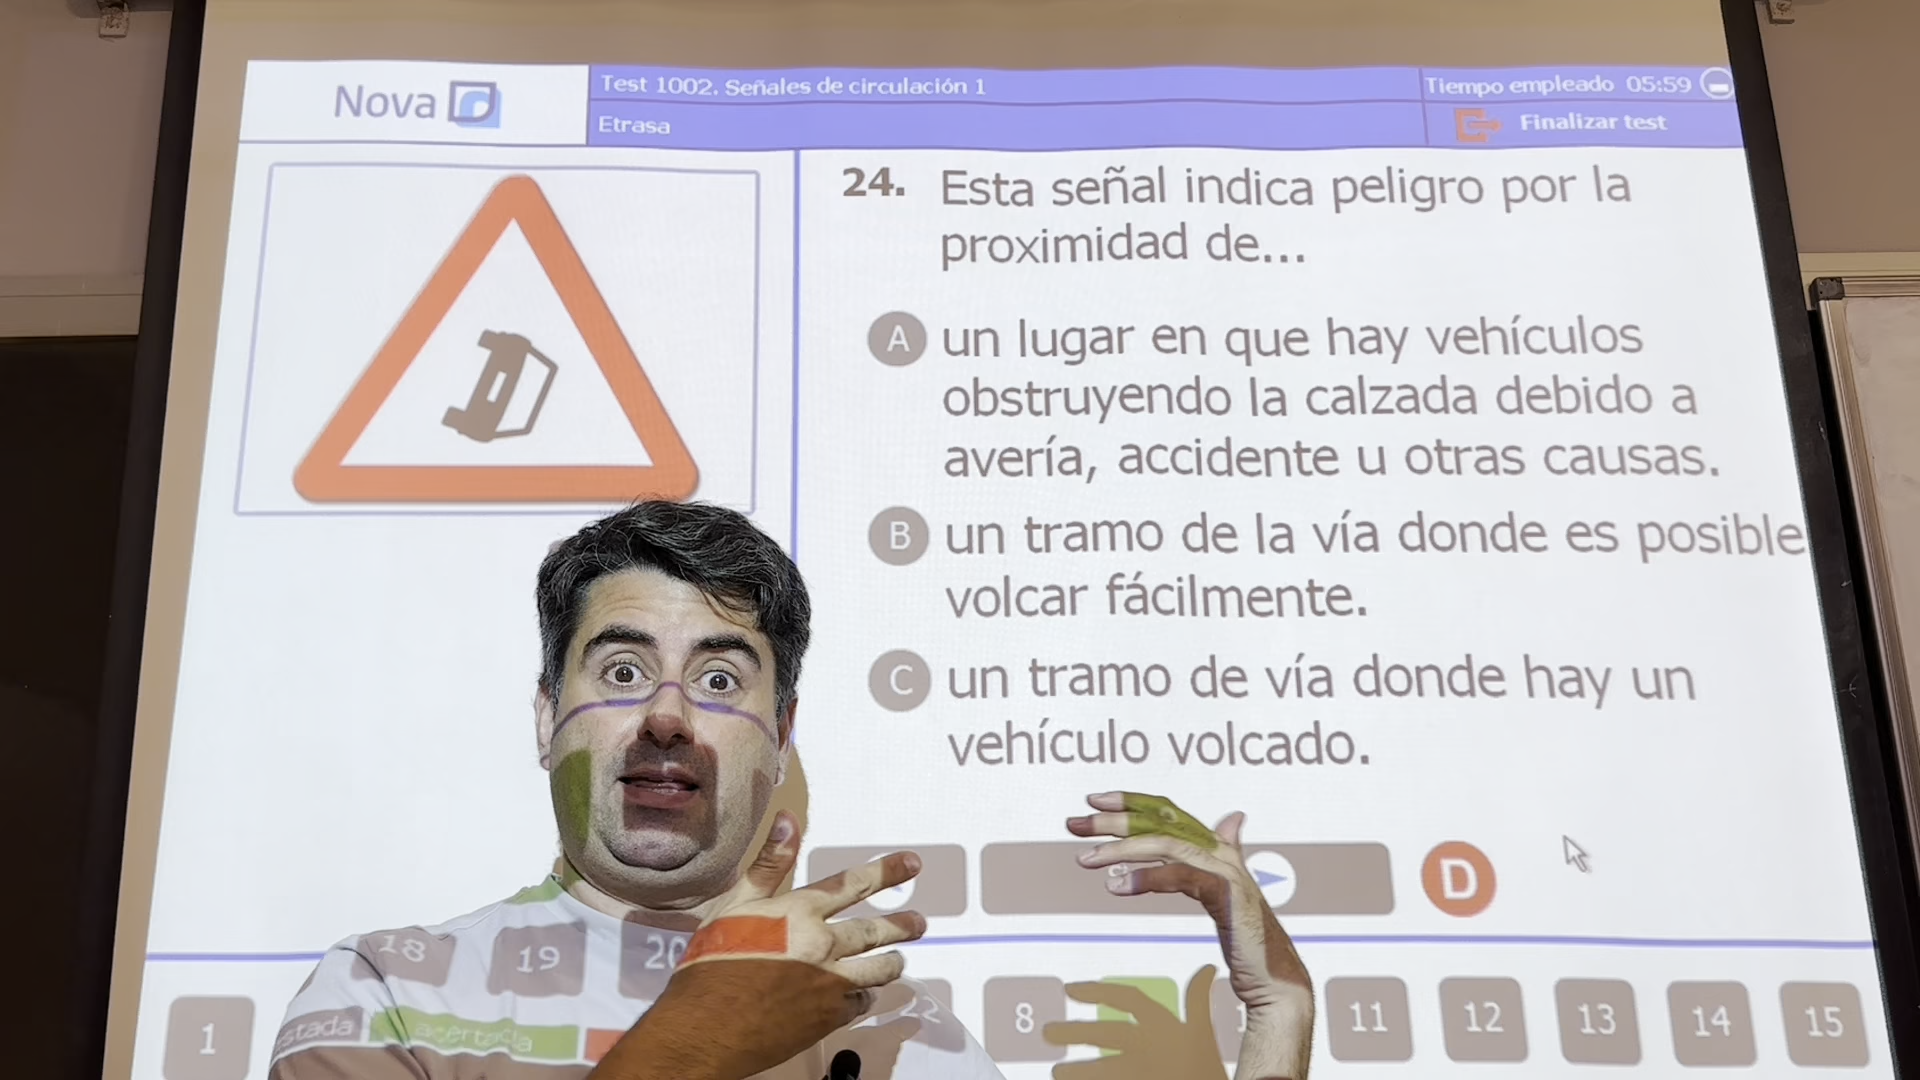 Nova
Test 1002. Señales de circulación 1
Tiempo empleado 05:59
Etrasa
Finalizar test
24. Esta señal indica peligro por la
proximidad de...
A un lugar en que hay vehículos
obstruyendo la calzada debido a
avería, accidente u otras causas.
B un tramo de la vía donde es posible
volcar fácilmente.
C un tramo de vía donde hay un
vehículo volcado.
D
18 19 20 22
acertada
1 8 11 12 13 14 15